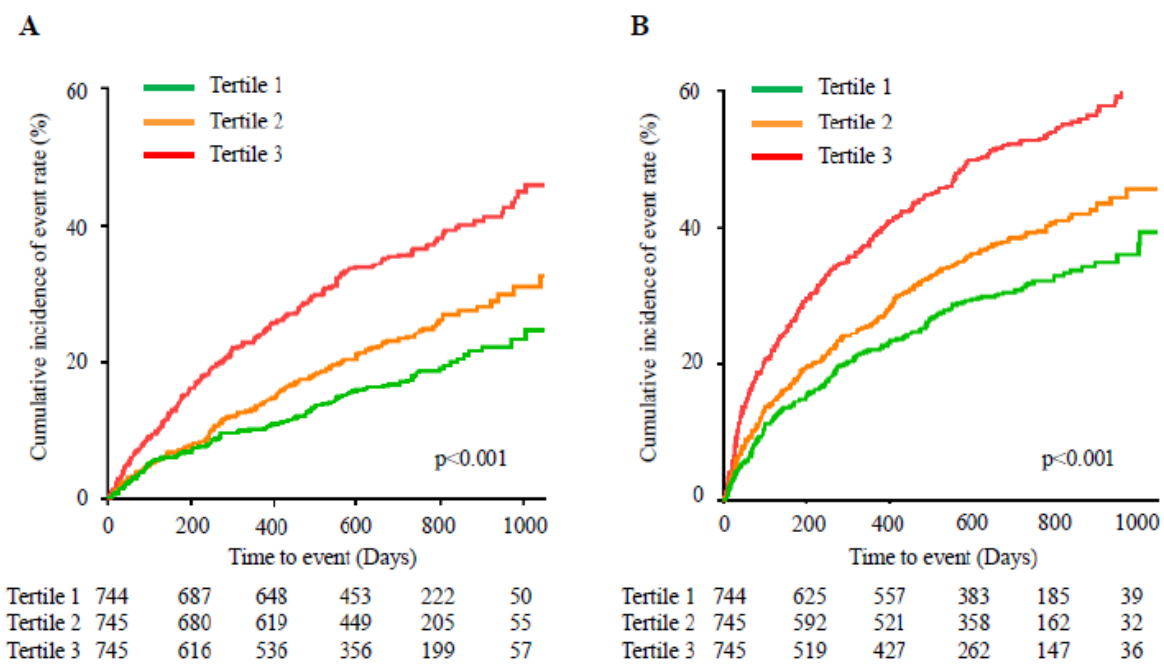 A
Cumulative incidence of event rate (%)
60
40
20
0
Tertile 1
Tertile 2
Tertile 3
p<0.001
0 200 400 600 800 1000
Time to event (Days)
Tertile 1 744 687 648 453 222 50
Tertile 2 745 680 619 449 205 55
Tertile 3 745 616 536 356 199 57
B
Cumulative incidence of event rate (%)
60
40
20
0
Tertile 1
Tertile 2
Tertile 3
p<0.001
0 200 400 600 800 1000
Time to event (Days)
Tertile 1 744 625 557 383 185 39
Tertile 2 745 592 521 358 162 32
Tertile 3 745 519 427 262 147 36